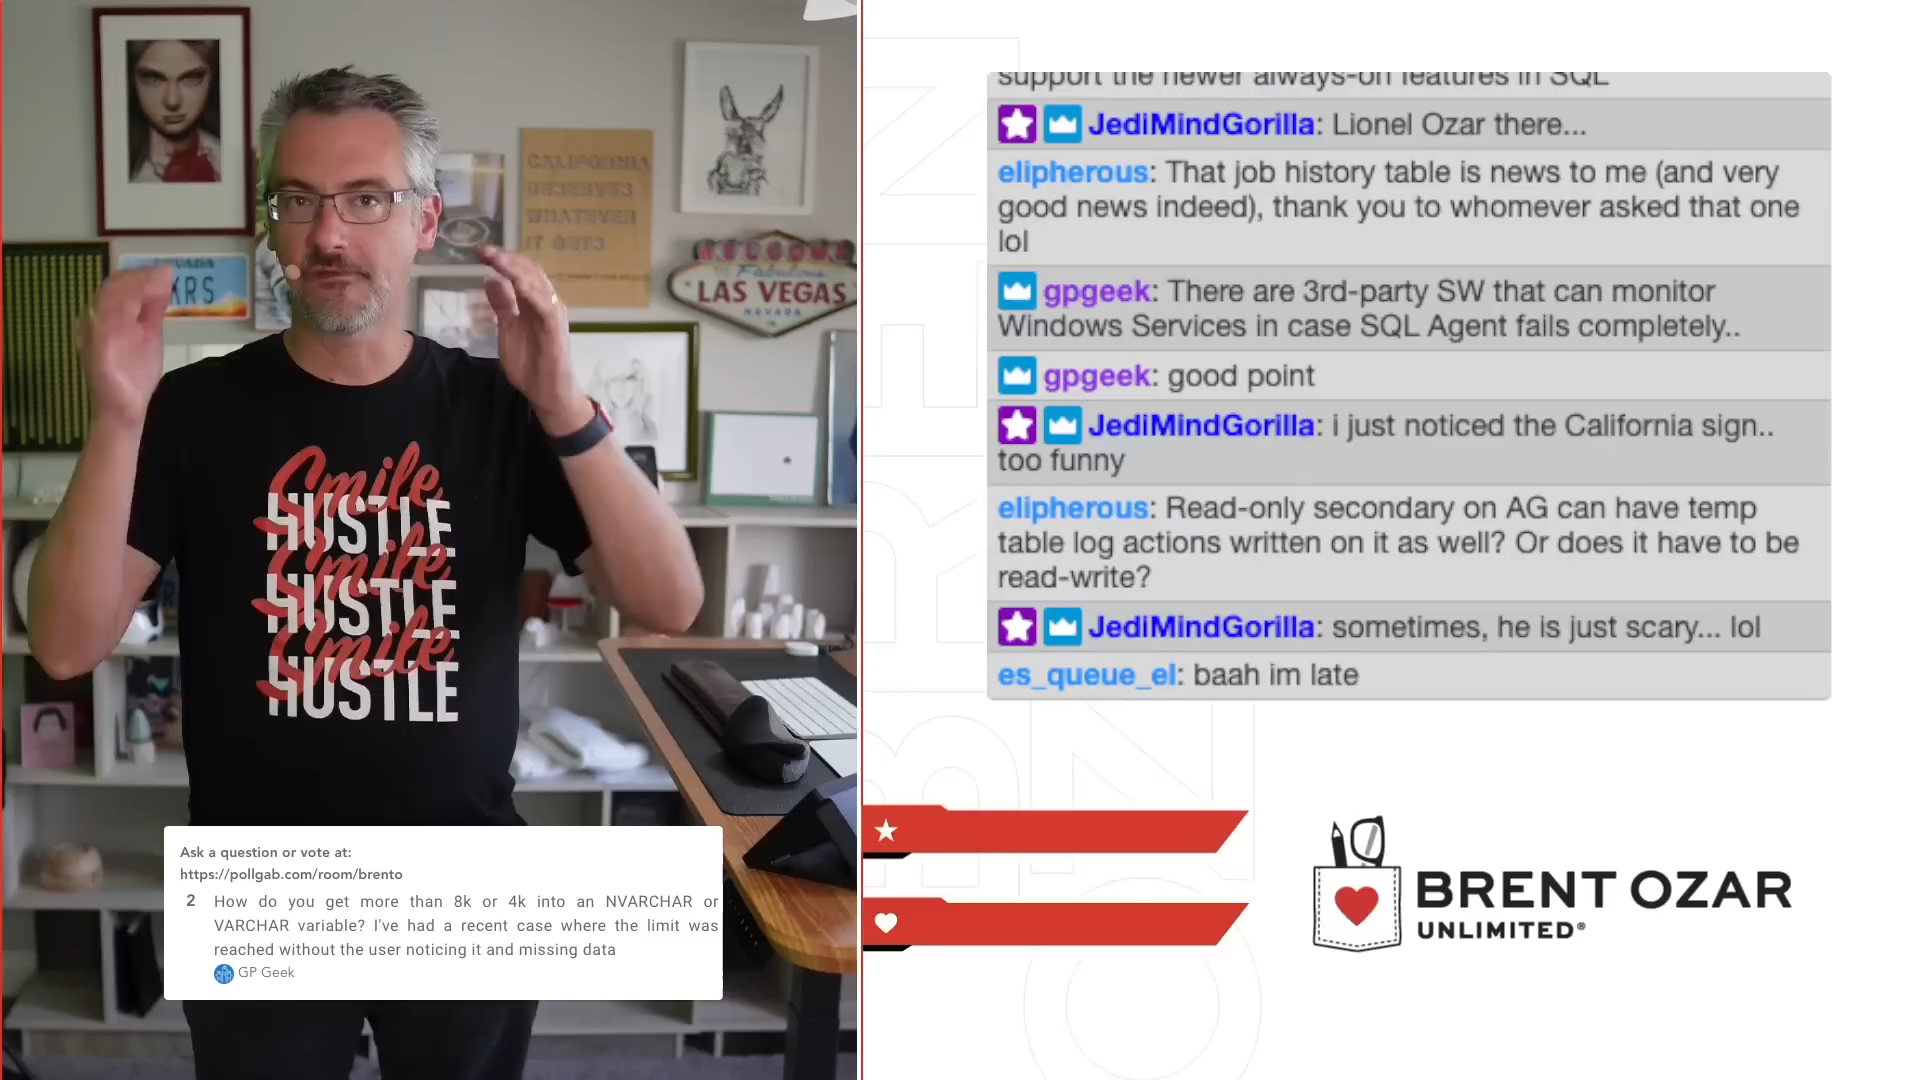 CALIFORNIA
DESERVES
WHATEVER
IT GETS
NEVADA
XRS
WELCOME
Fabulous
LAS VEGAS
NEVADA
Smile
HUSTLE
Smile
HUSTLE
Smile
HUSTLE
Ask a question or vote at:
https://pollgab.com/room/brento
2 How do you get more than 8k or 4k into an NVARCHAR or
VARCHAR variable? I've had a recent case where the limit was
reached without the user noticing it and missing data
GP Geek
support the newer always-on features in SQL
JediMindGorilla: Lionel Ozar there...
elipherous: That job history table is news to me (and very
good news indeed), thank you to whomever asked that one
lol
gpgeek: There are 3rd-party SW that can monitor
Windows Services in case SQL Agent fails completely..
gpgeek: good point
JediMindGorilla: i just noticed the California sign..
too funny
elipherous: Read-only secondary on AG can have temp
table log actions written on it as well? Or does it have to be
read-write?
JediMindGorilla: sometimes, he is just scary... lol
es_queue_el: baah im late
BRENT OZAR
UNLIMITED®